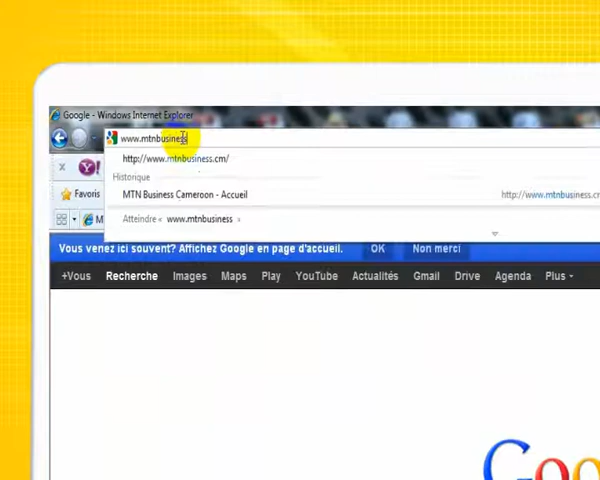 Google - Windows Internet Explorer
www.mtnbusiness
http://www.mtnbusiness.cm/
Historique
MTN Business Cameroon - Accueil http://www.mtnbusiness.cm
Atteindre « www.mtnbusiness »
Favoris
M
Vous venez ici souvent? Affichez Google en page d'accueil. OK Non merci
+Vous Recherche Images Maps Play YouTube Actualités Gmail Drive Agenda Plus
Goo